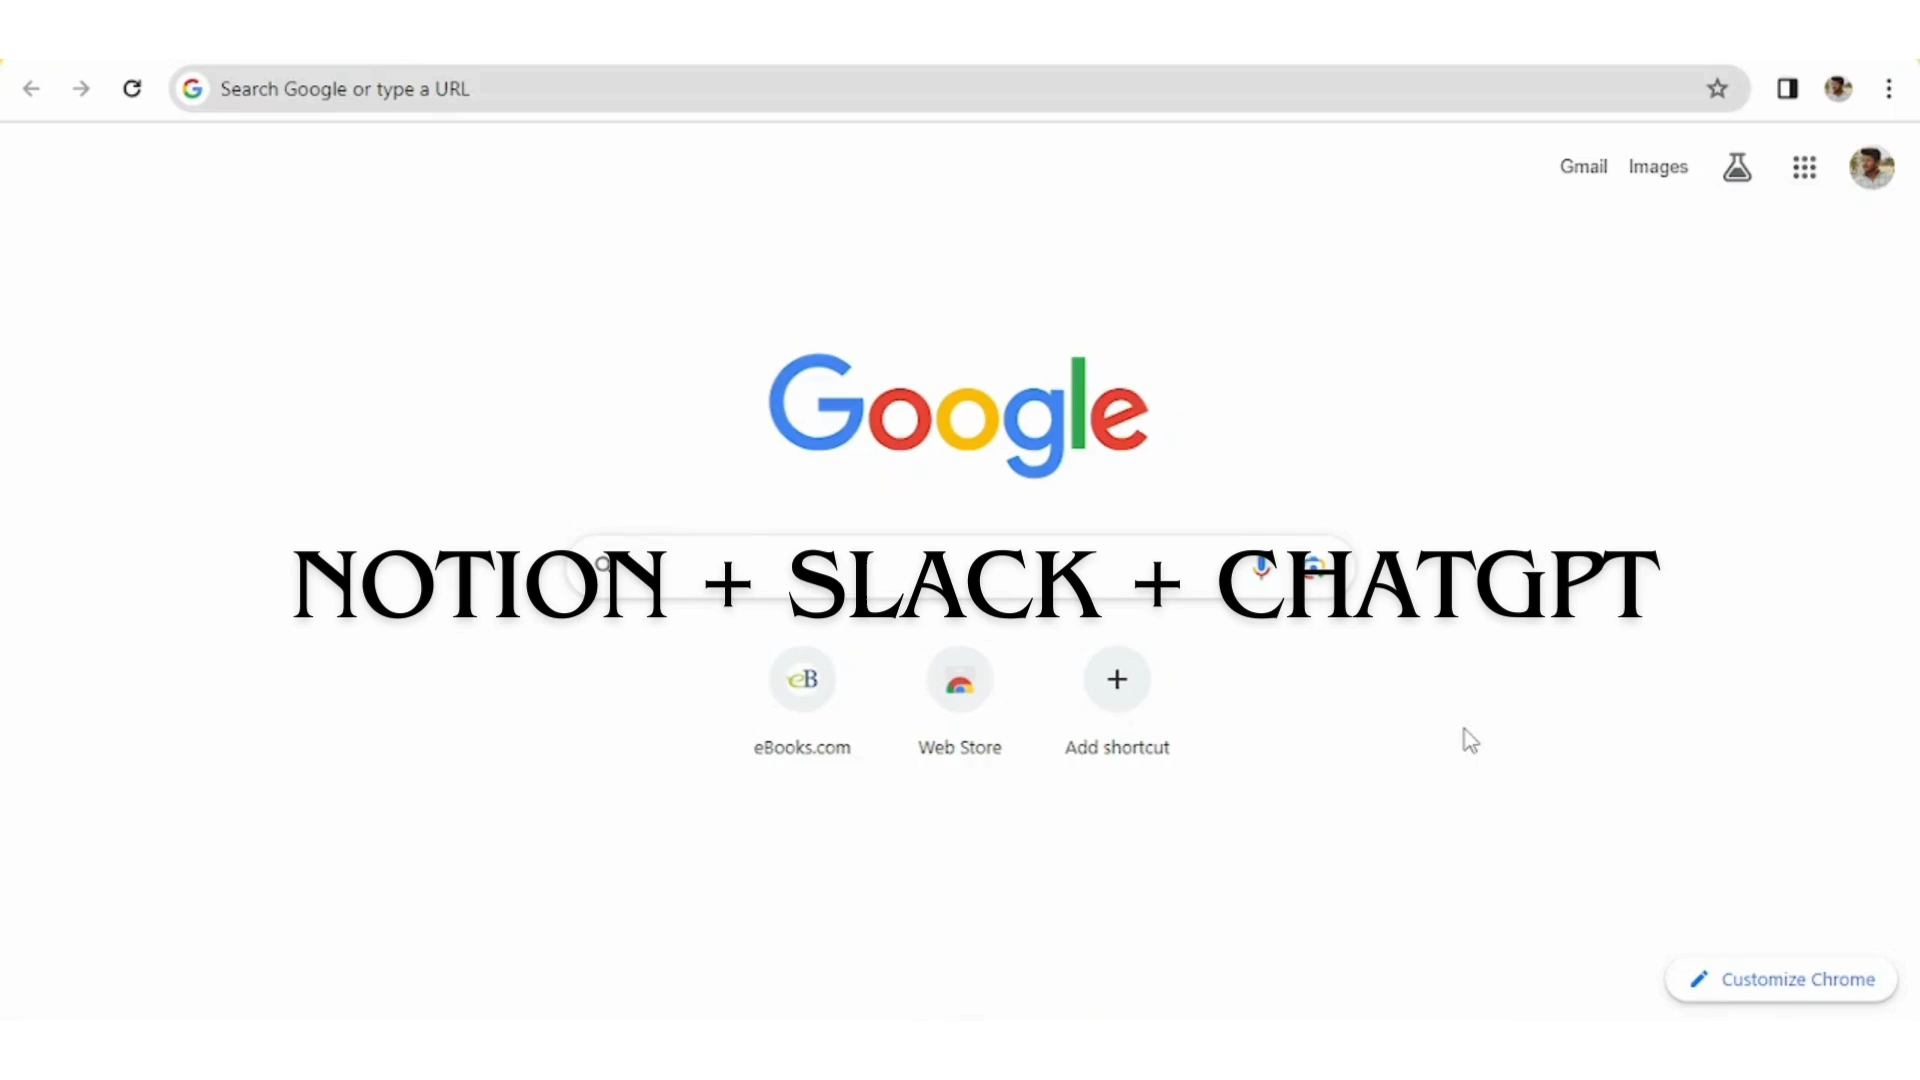 Search Google or type a URL
Gmail Images
Google
NOTION + SLACK + CHATGPT
eB
eBooks.com Web Store Add shortcut
Customize Chrome